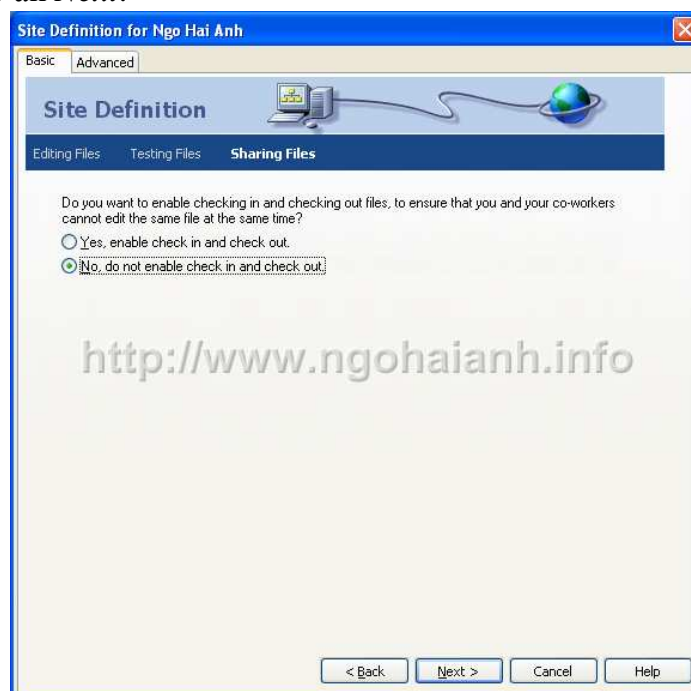 Site Definition for Ngo Hai Anh
Basic Advanced
Site Definition
Editing Files Testing Files Sharing Files
Do you want to enable checking in and checking out files, to ensure that you and your co-workers
cannot edit the same file at the same time?
Yes, enable check in and check out.
No, do not enable check in and check out.
http://www.ngohaianh.info
< Back Next > Cancel Help